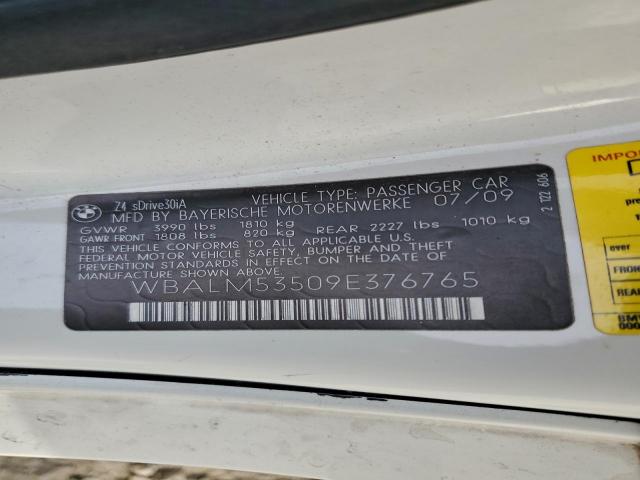 BMW
Z4 sDrive30iA VEHICLE TYPE: PASSENGER CAR
MFD BY BAYERISCHE MOTORENWERKE 07/09
GVWR 3990 lbs 1810 kg
GAWR FRONT 1808 lbs 820 kg REAR 2227 lbs 1010 kg
THIS VEHICLE CONFORMS TO ALL APPLICABLE U.S.
FEDERAL MOTOR VEHICLE SAFETY, BUMPER AND THEFT
PREVENTION STANDARDS IN EFFECT ON THE DATE OF
MANUFACTURE SHOWN ABOVE.
WBALM53509E376765
2 122 606
over